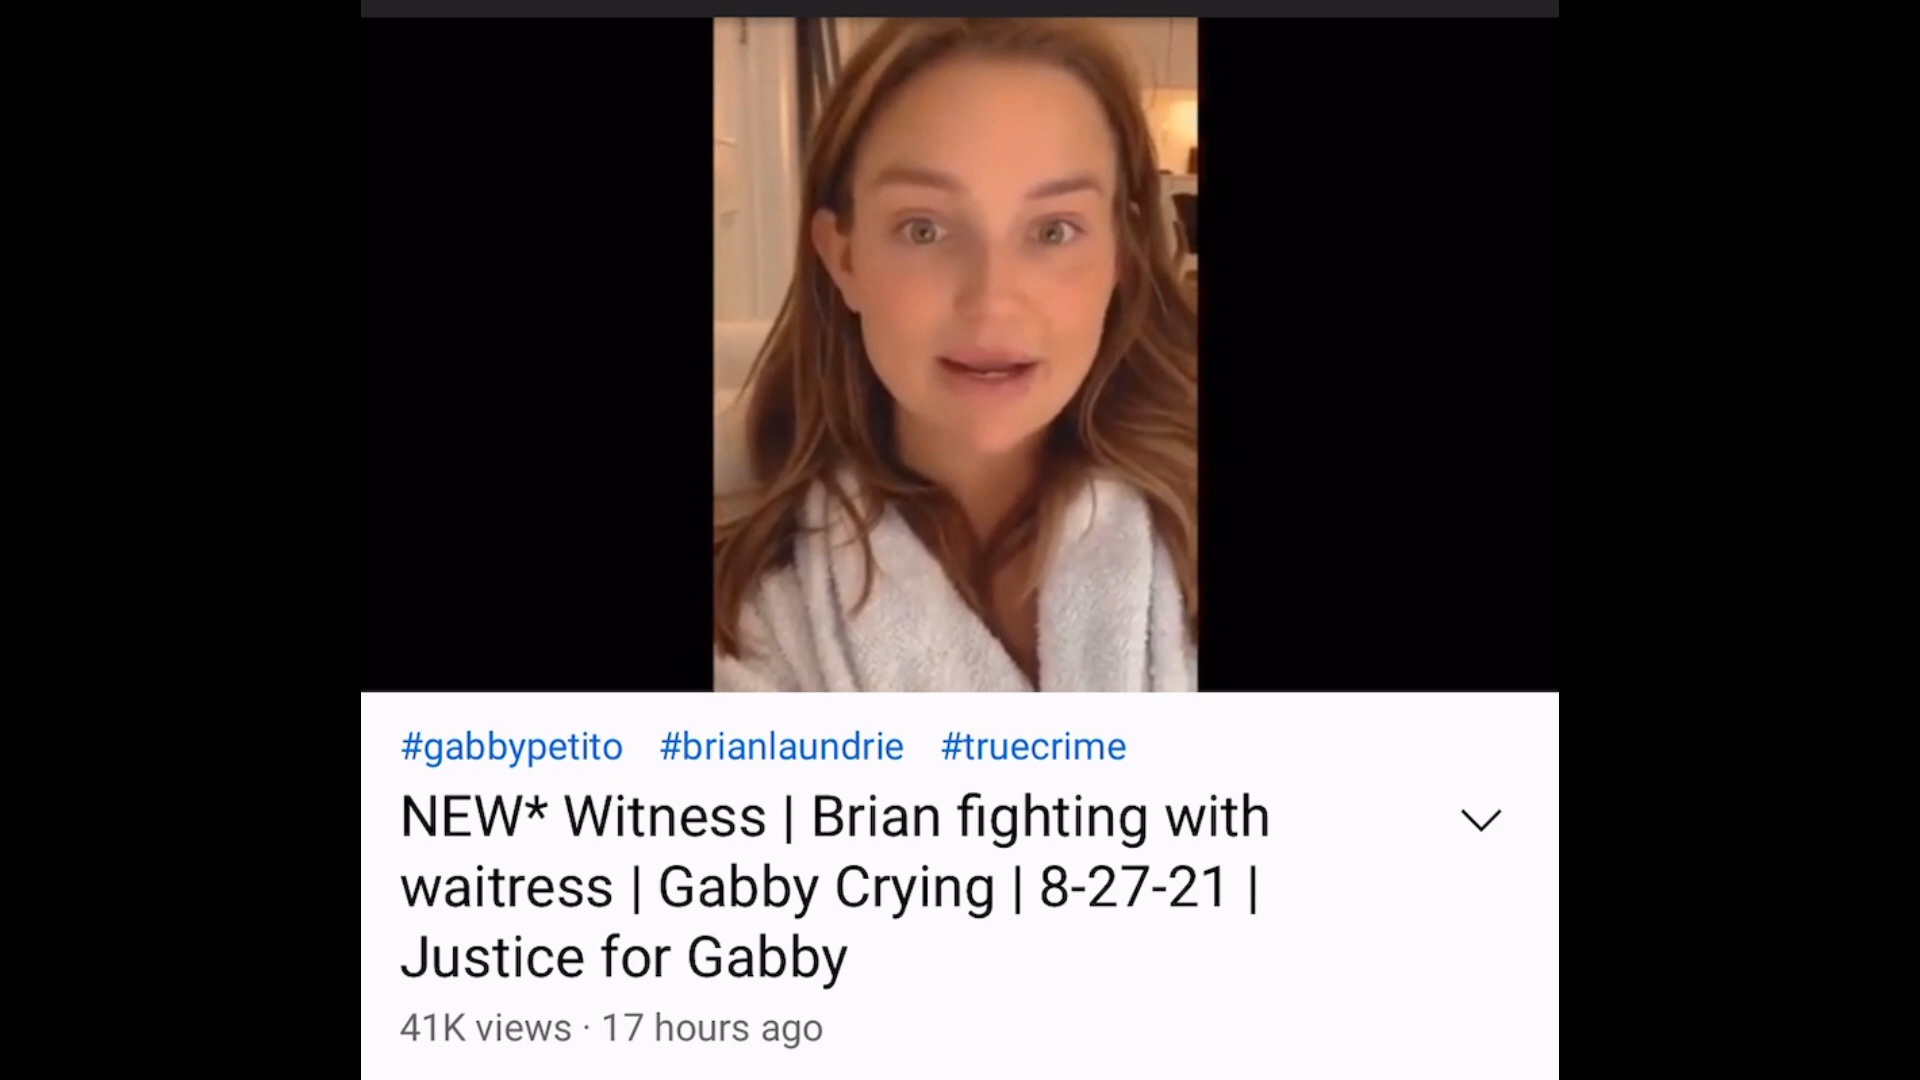 #gabbypetito #brianlaundrie #truecrime
NEW* Witness | Brian fighting with
waitress | Gabby Crying | 8-27-21 |
Justice for Gabby
41K views · 17 hours ago